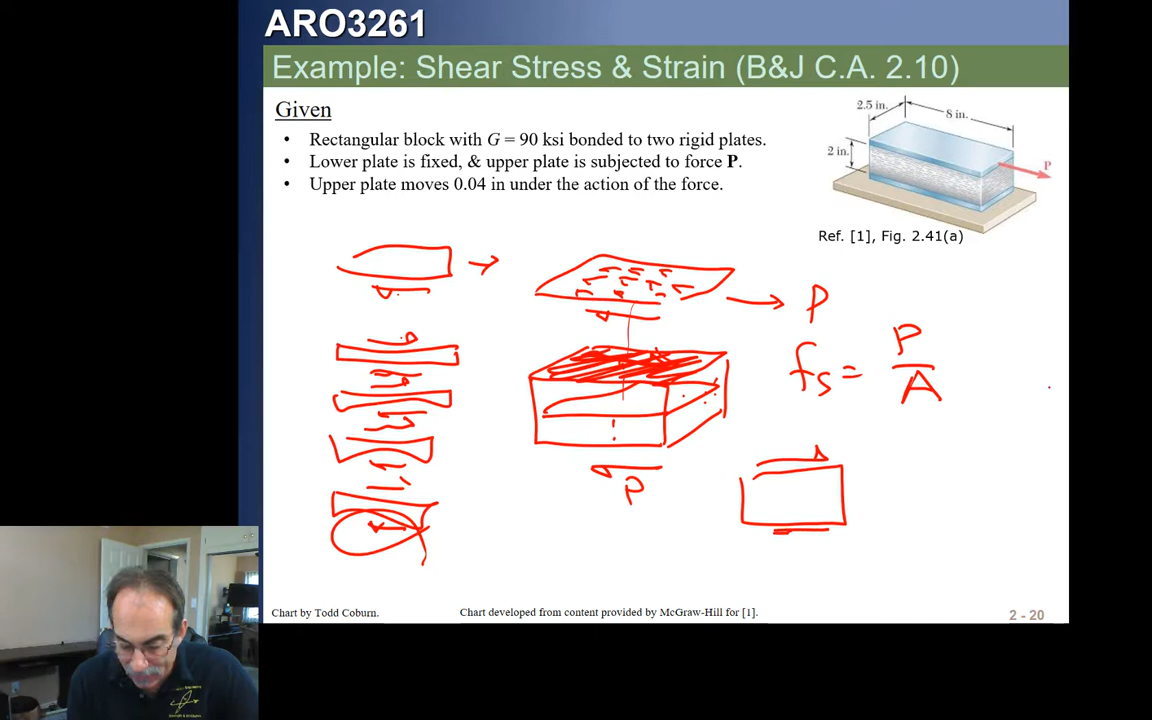 ARO3261
Example: Shear Stress & Strain (B&J C.A. 2.10)
Given
• Rectangular block with G = 90 ksi bonded to two rigid plates.
• Lower plate is fixed, & upper plate is subjected to force P.
• Upper plate moves 0.04 in under the action of the force.
2.5 in.
8 in.
2 in.
P
Ref. [1], Fig. 2.41(a)
P
fs = P
A
P
Chart by Todd Coburn.
Chart developed from content provided by McGraw-Hill for [1].
2 - 20